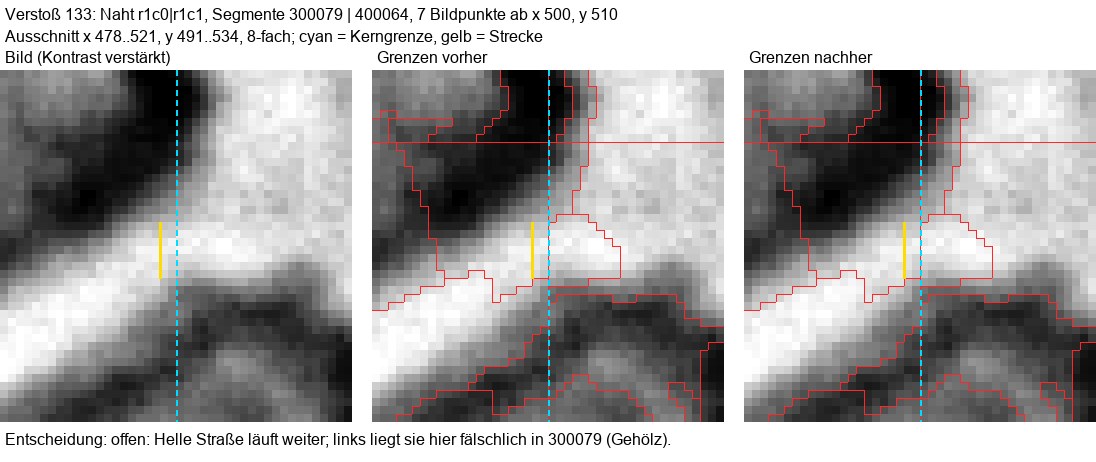 Verstoß 133: Naht r1c0|r1c1, Segmente 300079 | 400064, 7 Bildpunkte ab x 500, y 510
Ausschnitt x 478..521, y 491..534, 8-fach; cyan = Kerngrenze, gelb = Strecke
Bild (Kontrast verstärkt) Grenzen vorher Grenzen nachher
Entscheidung: offen: Helle Straße läuft weiter; links liegt sie hier fälschlich in 300079 (Gehölz).